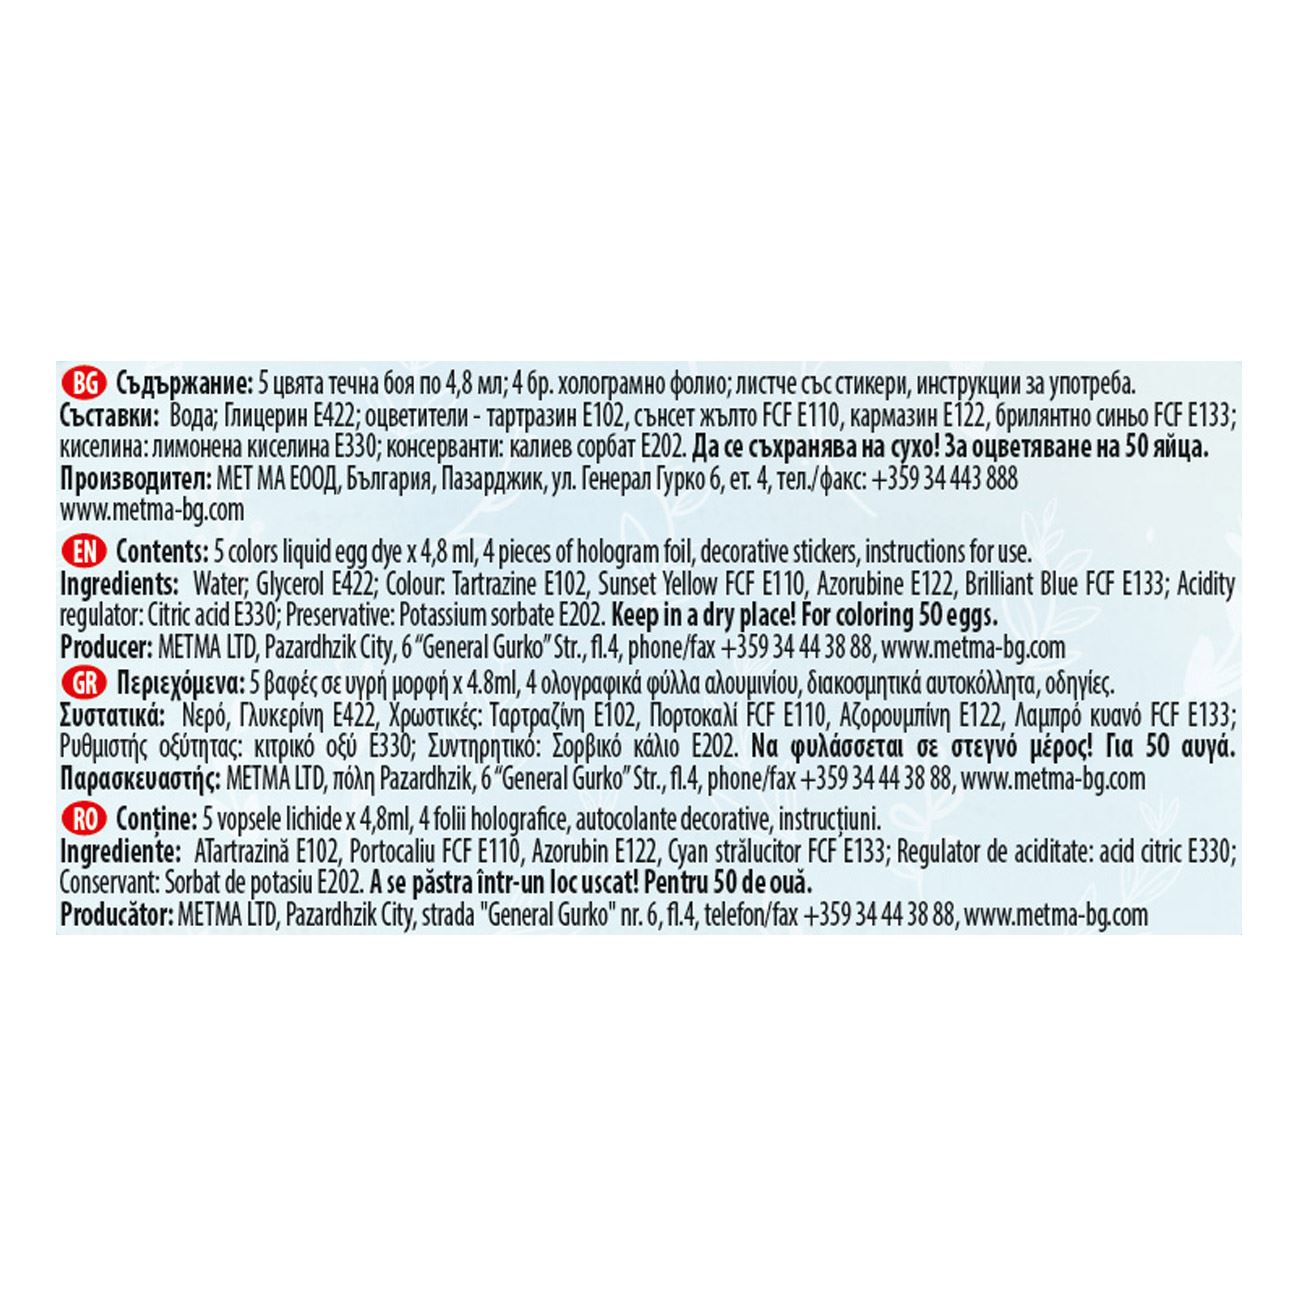 BG Съдържание: 5 цвята течна боя по 4,8 мл; 4 бр. холограмно фолио; листче със стикери, инструкции за употреба.
Съставки: Вода; Глицерин E422; оцветители - тартразин E102, сънсет жълто FCF E110, кармазин E122, брилянтно синьо FCF E133;
киселина: лимонена киселина E330; консерванти: калиев сорбат E202. Да се съхранява на сухо! За оцветяване на 50 яйца.
Производител: МЕТ МА ЕООД, България, Пазарджик, ул. Генерал Гурко 6, ет. 4, тел./факс: +359 34 443 888
www.metma-bg.com
EN Contents: 5 colors liquid egg dye x 4,8 ml, 4 pieces of hologram foil, decorative stickers, instructions for use.
Ingredients: Water; Glycerol E422; Colour: Tartrazine E102, Sunset Yellow FCF E110, Azorubine E122, Brilliant Blue FCF E133; Acidity
regulator: Citric acid E330; Preservative: Potassium sorbate E202. Keep in a dry place! For coloring 50 eggs.
Producer: METMA LTD, Pazardhzik City, 6 “General Gurko” Str., fl.4, phone/fax +359 34 44 38 88, www.metma-bg.com
GR Περιεχόμενα: 5 βαφές σε υγρή μορφή x 4.8ml, 4 ολογραφικά φύλλα αλουμινίου, διακοσμητικά αυτοκόλλητα, οδηγίες.
Συστατικά: Νερό, Γλυκερίνη E422, Χρωστικές: Ταρτραζίνη E102, Πορτοκαλί FCF E110, Αζορουμπίνη E122, Λαμπρό κυανό FCF E133;
Ρυθμιστής οξύτητας: κιτρικό οξύ E330; Συντηρητικό: Σορβικό κάλιο E202. Να φυλάσσεται σε στεγνό μέρος! Για 50 αυγά.
Παρασκευαστής: METMA LTD, πόλη Pazardhzik, 6 “General Gurko” Str., fl.4, phone/fax +359 34 44 38 88, www.metma-bg.com
RO Conține: 5 vopsele lichide x 4,8ml, 4 folii holografice, autocolante decorative, instrucțiuni.
Ingrediente: ATartrazină E102, Portocaliu FCF E110, Azorubin E122, Cyan strălucitor FCF E133; Regulator de aciditate: acid citric E330;
Conservant: Sorbat de potasiu E202. A se păstra într-un loc uscat! Pentru 50 de ouă.
Producător: METMA LTD, Pazardhzik City, strada "General Gurko" nr. 6, fl.4, telefon/fax +359 34 44 38 88, www.metma-bg.com